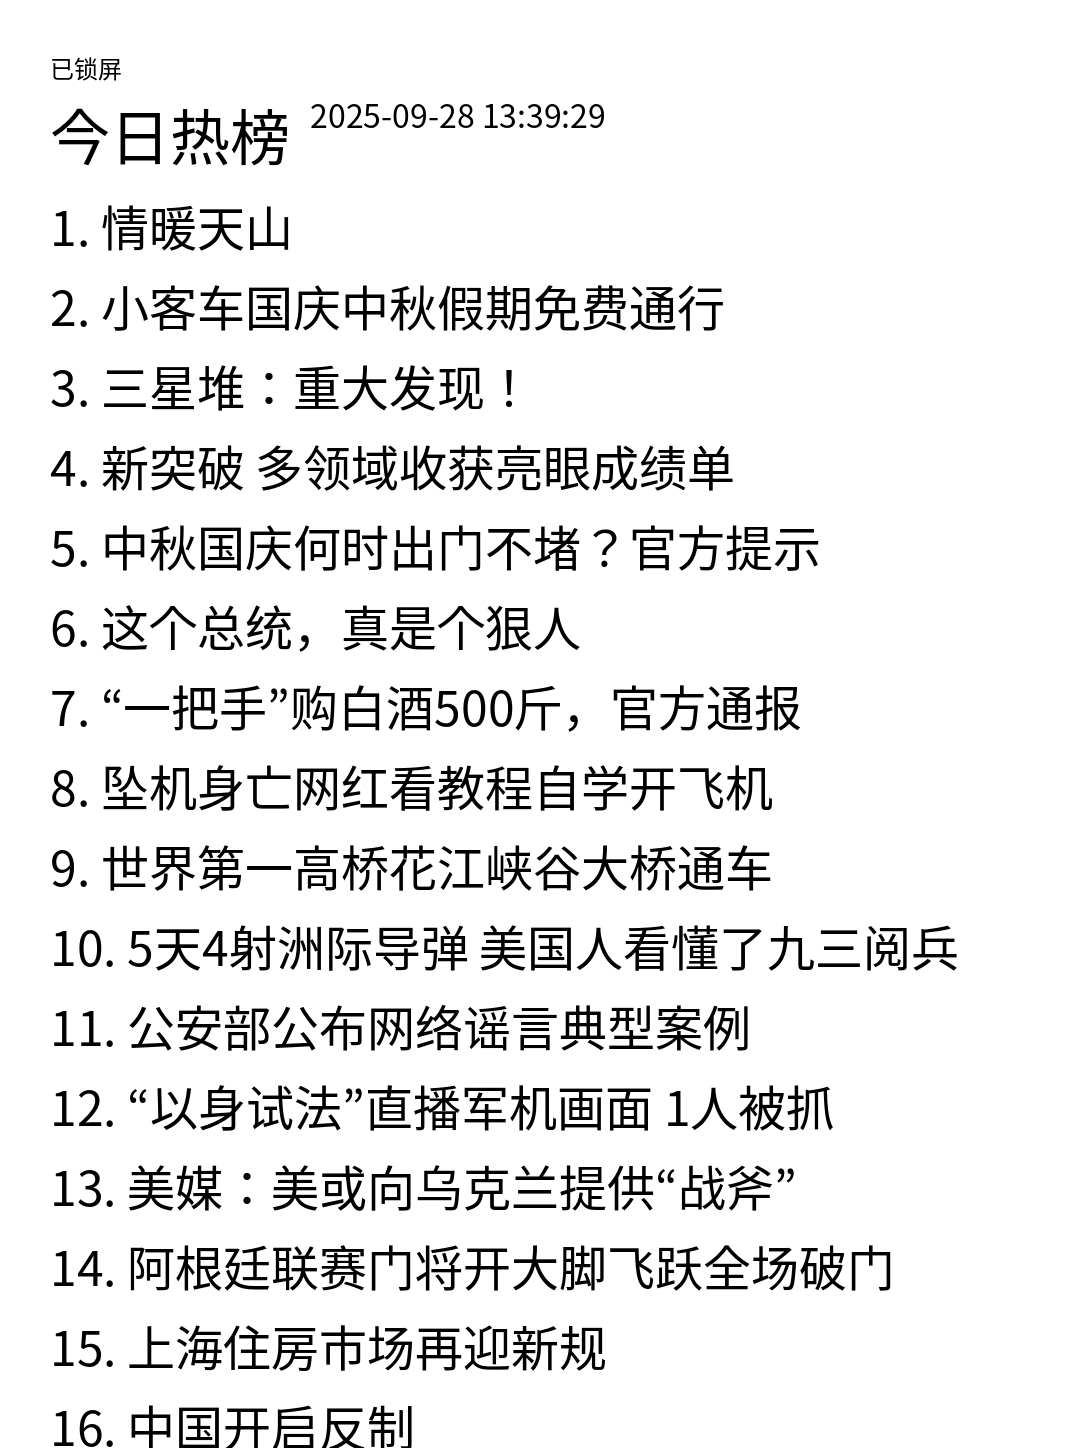 已锁屏
今日热榜 2025-09-28 13:39:29
1. 情暖天山
2. 小客车国庆中秋假期免费通行
3. 三星堆：重大发现！
4. 新突破 多领域收获亮眼成绩单
5. 中秋国庆何时出门不堵？官方提示
6. 这个总统，真是个狠人
7. “一把手”购白酒500斤，官方通报
8. 坠机身亡网红看教程自学开飞机
9. 世界第一高桥花江峡谷大桥通车
10. 5天4射洲际导弹 美国人看懂了九三阅兵
11. 公安部公布网络谣言典型案例
12. “以身试法”直播军机画面 1人被抓
13. 美媒：美或向乌克兰提供“战斧”
14. 阿根廷联赛门将开大脚飞跃全场破门
15. 上海住房市场再迎新规
16. 中国开启反制